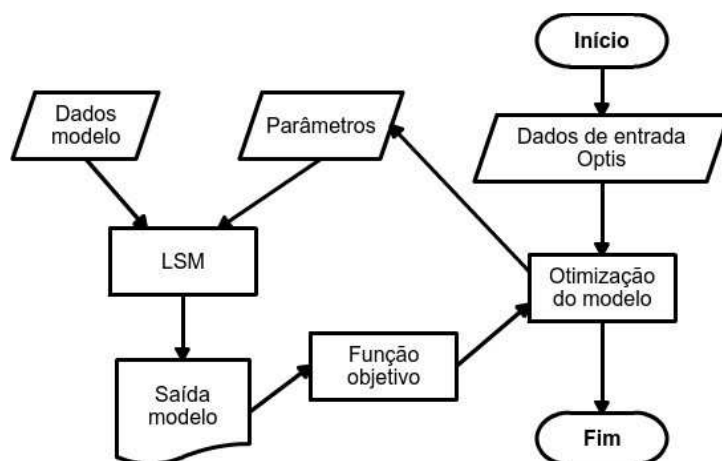 Início
Dados
modelo
Parâmetros
Dados de entrada
Optis
LSM
Otimização
do modelo
Função
objetivo
Saída
modelo
Fim